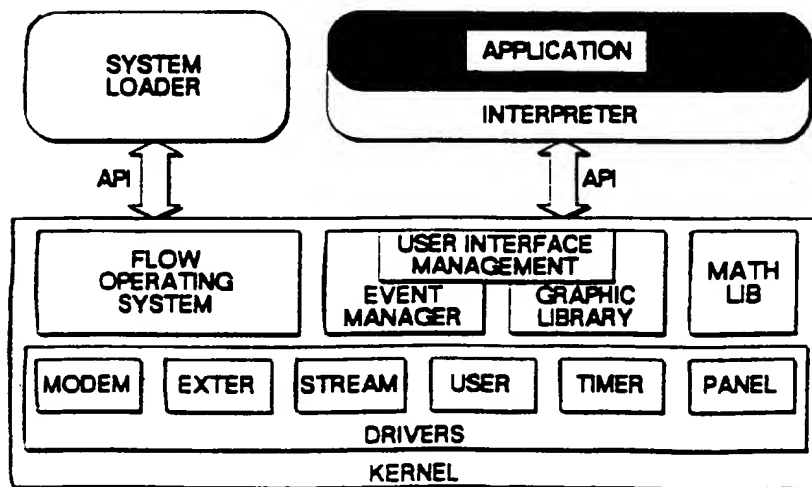 SYSTEM
LOADER
APPLICATION
INTERPRETER
API
API
FLOW
OPERATING
SYSTEM
USER INTERFACE
MANAGEMENT
EVENT
MANAGER
GRAPHIC
LIBRARY
MATH
LIB
MODEM
EXTER
STREAM
USER
TIMER
PANEL
DRIVERS
KERNEL